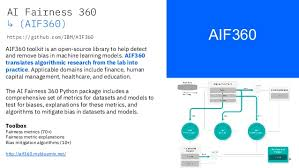 AI Fairness 360
↳ (AIF360)
https://github.com/IBM/AIF360
AIF360 toolkit is an open-source library to help detect
and remove bias in machine learning models. AIF360
translates algorithmic research from the lab into
practice. Applicable domains include finance, human
capital management, healthcare, and education.
The AI Fairness 360 Python package includes a
comprehensive set of metrics for datasets and models to
test for biases, explanations for these metrics, and
algorithms to mitigate bias in datasets and models.
Toolbox
Fairness metrics (70+)
Fairness metric explanations
Bias mitigation algorithms (10+)
http://aif360.mybluemix.net/
AIF360